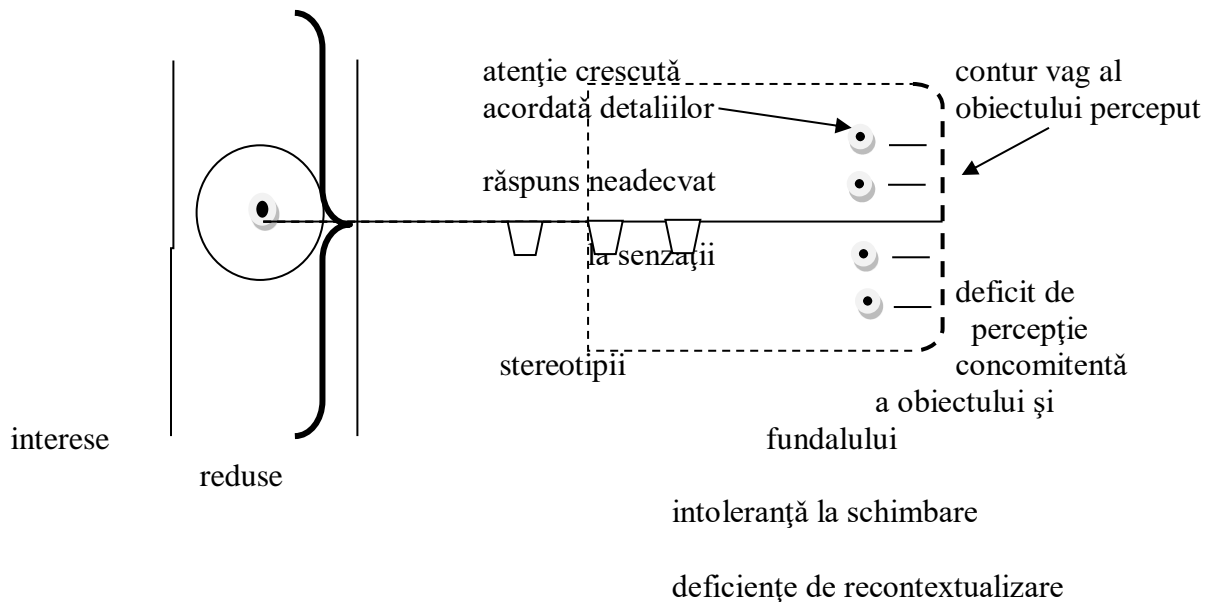 atenţie crescută
acordată detaliilor
contur vag al
obiectului perceput
răspuns neadecvat
la senzaţii
deficit de
percepţie
concomitentă
a obiectului şi
fundalului
stereotipii
interese
reduse
intoleranţă la schimbare
deficienţe de recontextualizare